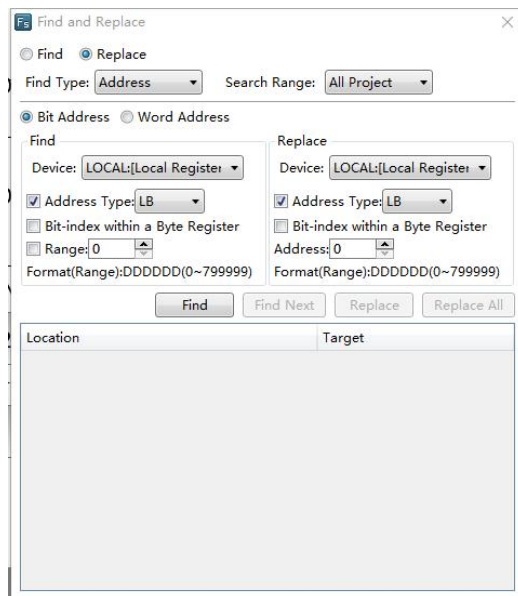 Fs Find and Replace
Find Replace
Find Type: Address Search Range: All Project
Bit Address Word Address
Find Replace
Device: LOCAL:[Local Register Device: LOCAL:[Local Register
Address Type: LB Address Type: LB
Bit-index within a Byte Register Bit-index within a Byte Register
Range: 0 Address: 0
Format(Range):DDDDDD(0~799999) Format(Range):DDDDDD(0~799999)
Find Find Next Replace Replace All
Location Target